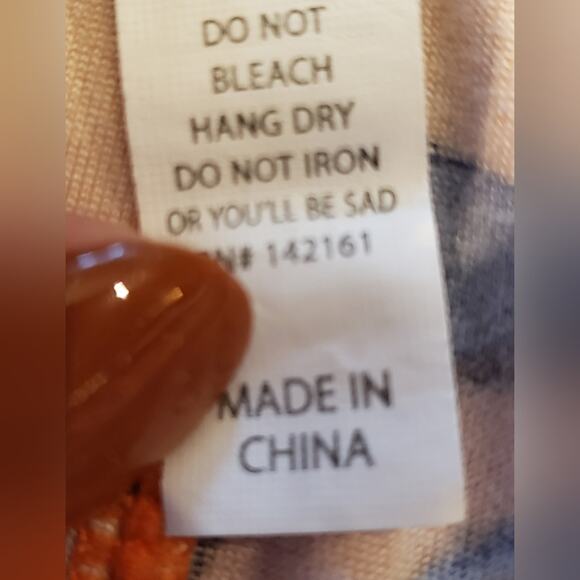 DO NOT
BLEACH
HANG DRY
DO NOT IRON
OR YOU'LL BE SAD
N# 142161
MADE IN
CHINA